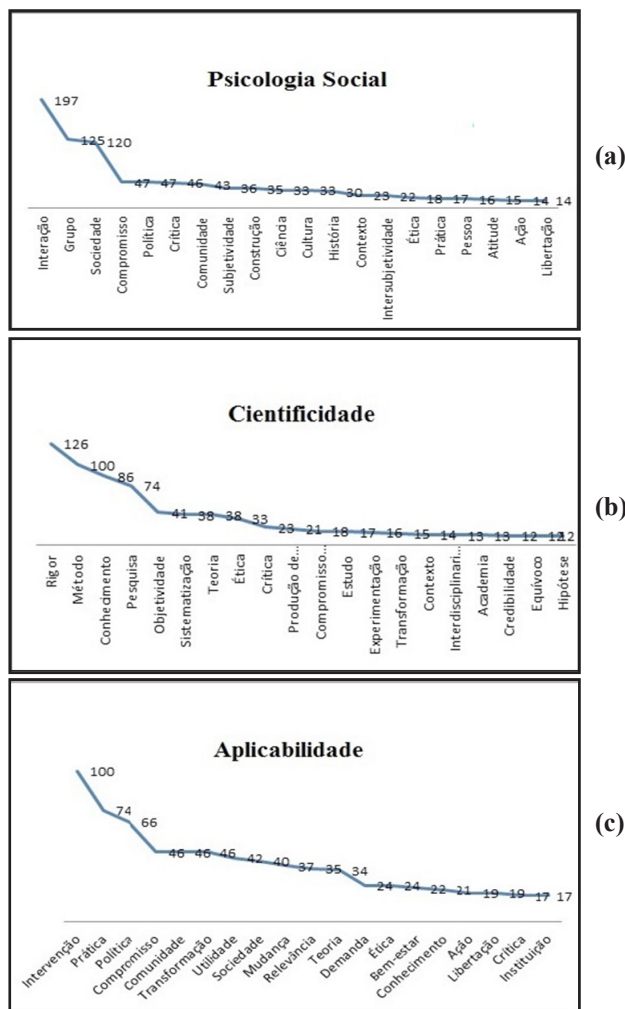 Psicologia Social
197
125
120
47
47
46
43
36
35
33
33
30
23
22
18
17
16
15
14
14
Interação
Grupo
Sociedade
Compromisso
Política
Crítica
Comunidade
Subjetividade
Construção
Ciência
Cultura
História
Contexto
Intersubjetividade
Ética
Prática
Pessoa
Atitude
Ação
Libertação
(a)
Cientificidade
126
100
86
74
41
38
38
33
23
21
18
17
16
15
14
13
13
12
12
12
Rigor
Método
Conhecimento
Pesquisa
Objetividade
Sistematização
Teoria
Ética
Crítica
Produção de...
Compromisso...
Estudo
Experimentação
Transformação
Contexto
Interdisciplinari...
Academia
Credibilidade
Equívoco
Hipótese
(b)
Aplicabilidade
100
74
66
46
46
46
42
40
37
35
34
24
24
22
21
19
19
17
17
Intervenção
Prática
Política
Compromisso
Comunidade
Transformação
Utilidade
Sociedade
Mudança
Relevância
Teoria
Demanda
Ética
Bem-estar
Conhecimento
Ação
Libertação
Crítica
Instituição
(c)